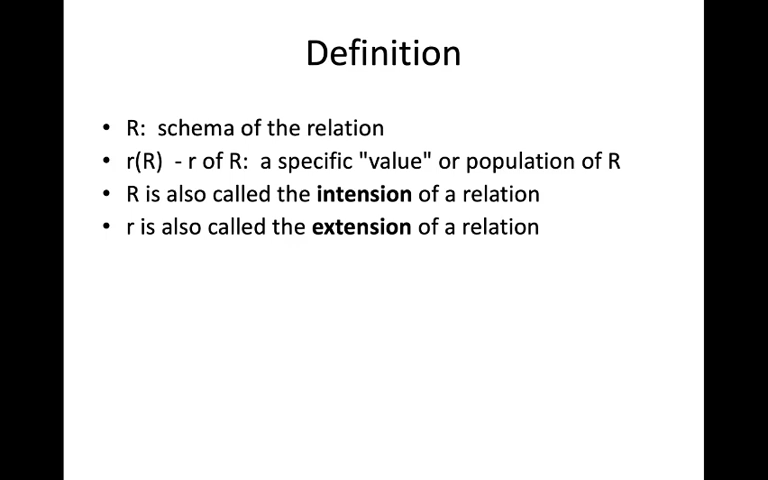 Definition
• R: schema of the relation
• r(R) - r of R: a specific "value" or population of R
• R is also called the intension of a relation
• r is also called the extension of a relation